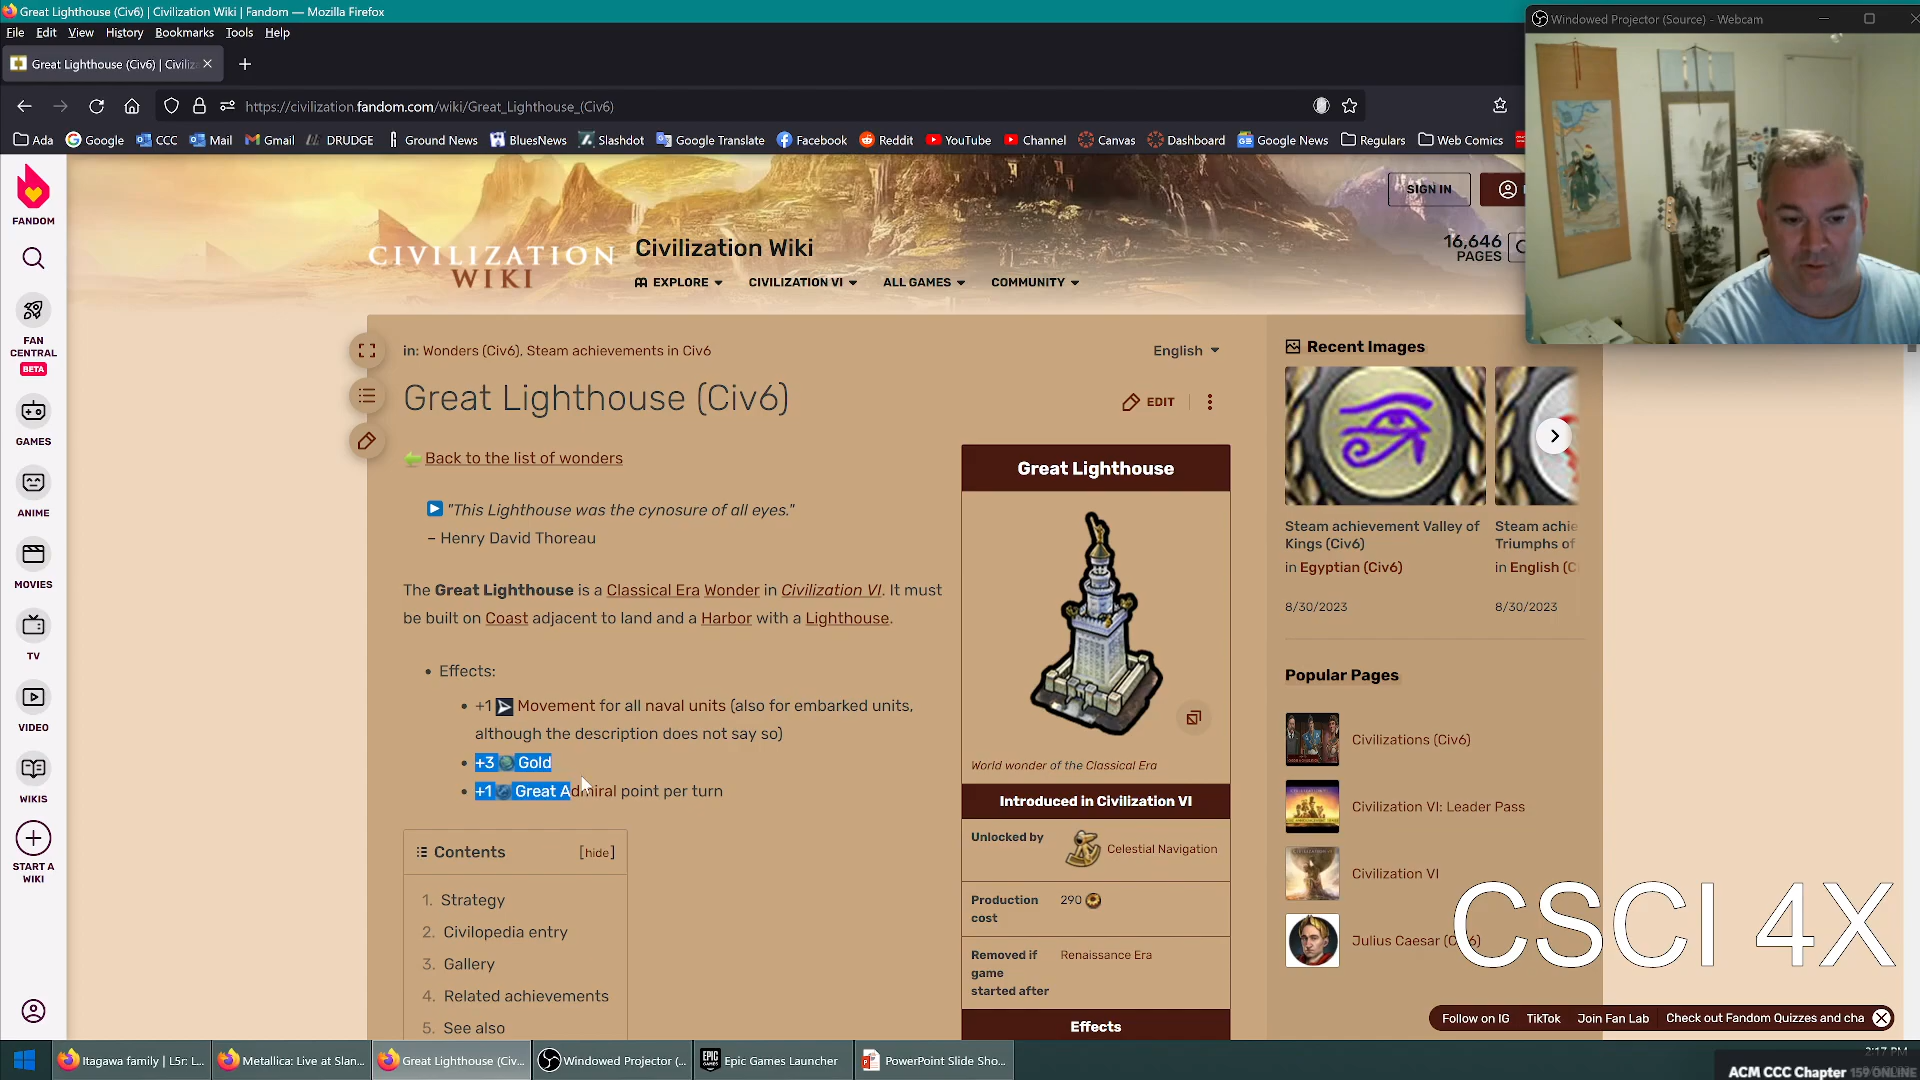 Great Lighthouse (Civ6) | Civilization Wiki | Fandom — Mozilla Firefox
File Edit View History Bookmarks Tools Help
Great Lighthouse (Civ6) | Civiliz
https://civilization.fandom.com/wiki/Great_Lighthouse_(Civ6)
Ada Google CCC Mail Gmail DRUDGE Ground News BluesNews Slashdot Google Translate Facebook Reddit YouTube Channel Canvas Dashboard Google News Regulars Web Comics
Windowed Projector (Source) - Webcam
FANDOM
FAN CENTRAL
BETA
GAMES
ANIME
MOVIES
TV
VIDEO
WIKIS
START A WIKI
CIVILIZATION
WIKI
Civilization Wiki
EXPLORE CIVILIZATION VI ALL GAMES COMMUNITY
SIGN IN
16,646
PAGES
in: Wonders (Civ6), Steam achievements in Civ6
English
Great Lighthouse (Civ6)
EDIT
Back to the list of wonders
"This Lighthouse was the cynosure of all eyes."
– Henry David Thoreau
The Great Lighthouse is a Classical Era Wonder in Civilization VI. It must
be built on Coast adjacent to land and a Harbor with a Lighthouse.
Effects:
+1 Movement for all naval units (also for embarked units,
although the description does not say so)
+3 Gold
+1 Great Admiral point per turn
Contents [hide]
1. Strategy
2. Civilopedia entry
3. Gallery
4. Related achievements
5. See also
Great Lighthouse
World wonder of the Classical Era
Introduced in Civilization VI
Unlocked by Celestial Navigation
Production cost 290
Removed if game started after Renaissance Era
Effects
Recent Images
Steam achievement Valley of
Kings (Civ6)
in Egyptian (Civ6)
8/30/2023
Steam achie
Triumphs of
in English (C
8/30/2023
Popular Pages
Civilizations (Civ6)
Civilization VI: Leader Pass
Civilization VI
Julius Caesar (
CSCI 4X
Follow on IG TikTok Join Fan Lab Check out Fandom Quizzes and cha
Itagawa family | L5r: L...
Metallica: Live at Slan...
Great Lighthouse (Civ...
Windowed Projector (...
EPIC GAMES
Epic Games Launcher
PowerPoint Slide Sho...
2:17 PM
ACM CCC Chapter 159 ONLINE